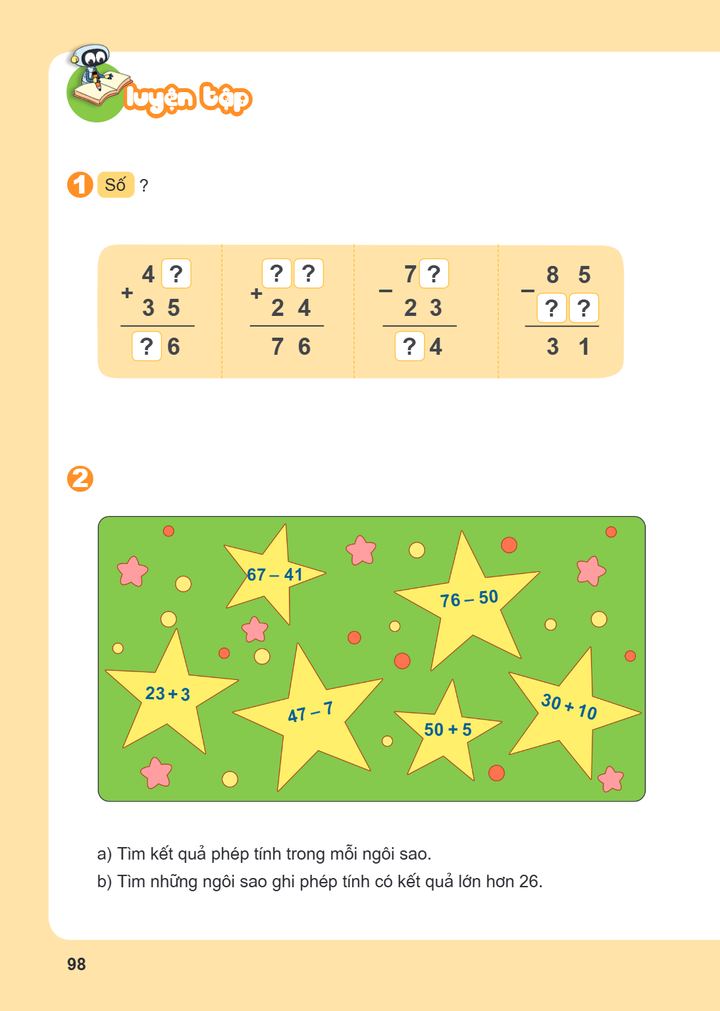 luyện tập
1 Số ?
4 ? ? ? 7 ? 8 5
+ + − −
3 5 2 4 2 3 ? ?
? 6 7 6 ? 4 3 1
2
67 – 41
76 – 50
23 + 3
47 – 7
50 + 5
30 + 10
a) Tìm kết quả phép tính trong mỗi ngôi sao.
b) Tìm những ngôi sao ghi phép tính có kết quả lớn hơn 26.
98